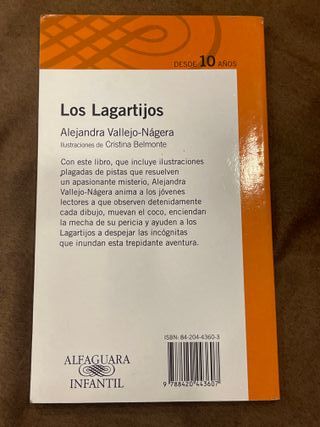 DESDE 10 AÑOS
Los Lagartijos
Alejandra Vallejo-Nágera
Ilustraciones de Cristina Belmonte
Con este libro, que incluye ilustraciones
plagadas de pistas que resuelven
un apasionante misterio, Alejandra
Vallejo-Nágera anima a los jóvenes
lectores a que observen detenidamente
cada dibujo, muevan el coco, enciendan
la mecha de su pericia y ayuden a los
Lagartijos a despejar las incógnitas
que inundan esta trepidante aventura.
ISBN: 84-204-4360-3
9 788420 443607
ALFAGUARA
INFANTIL